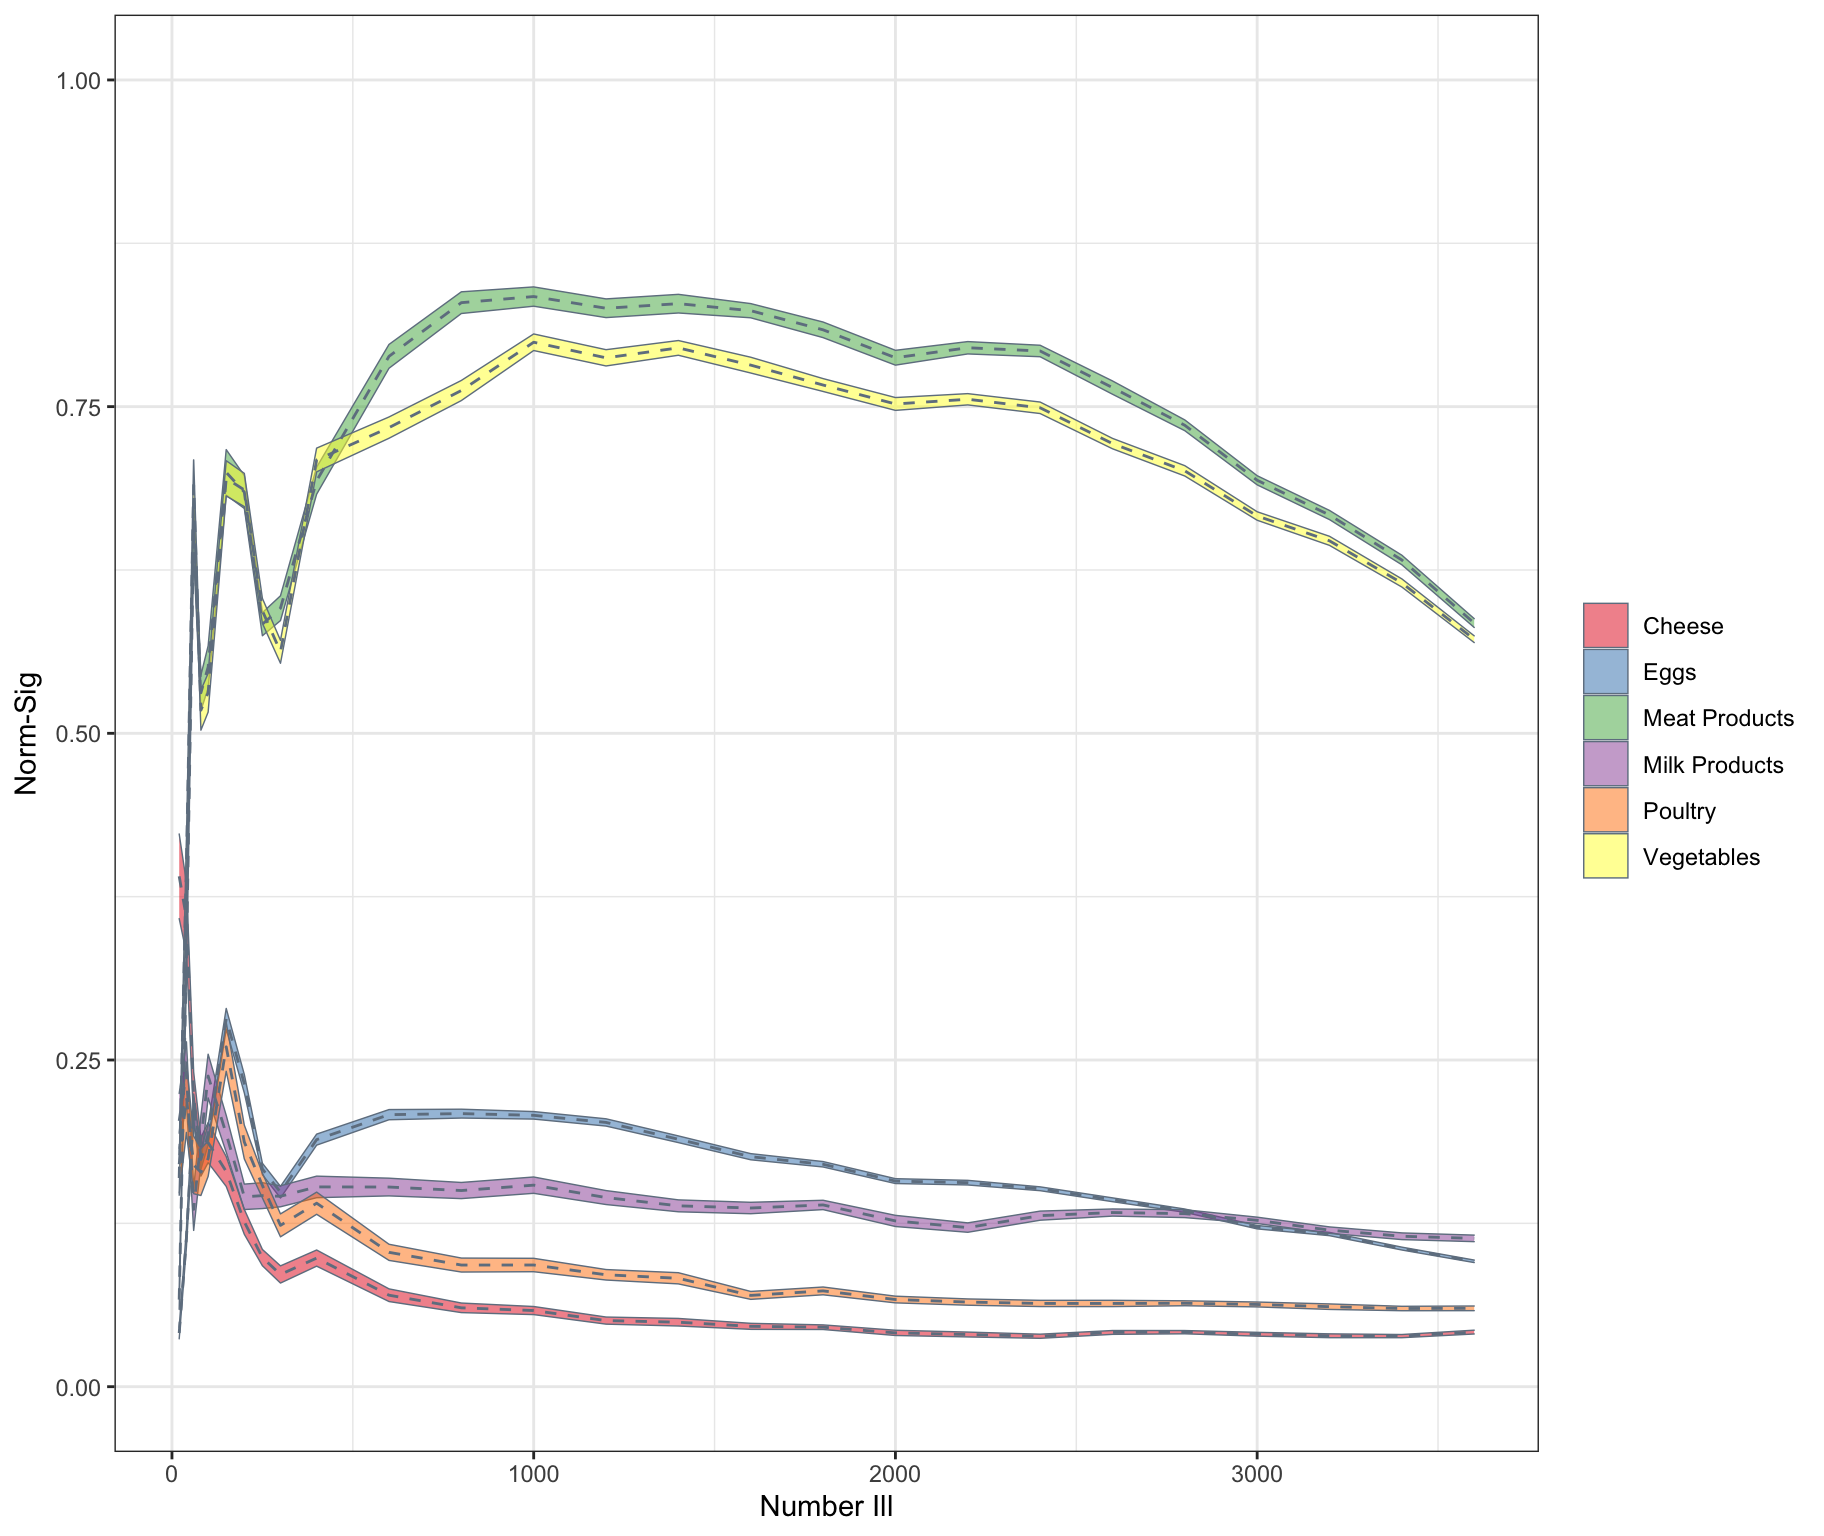 1.00
0.75
0.50
0.25
0.00
Norm-Sig
0
1000
2000
3000
Number Ill
Cheese
Eggs
Meat Products
Milk Products
Poultry
Vegetables